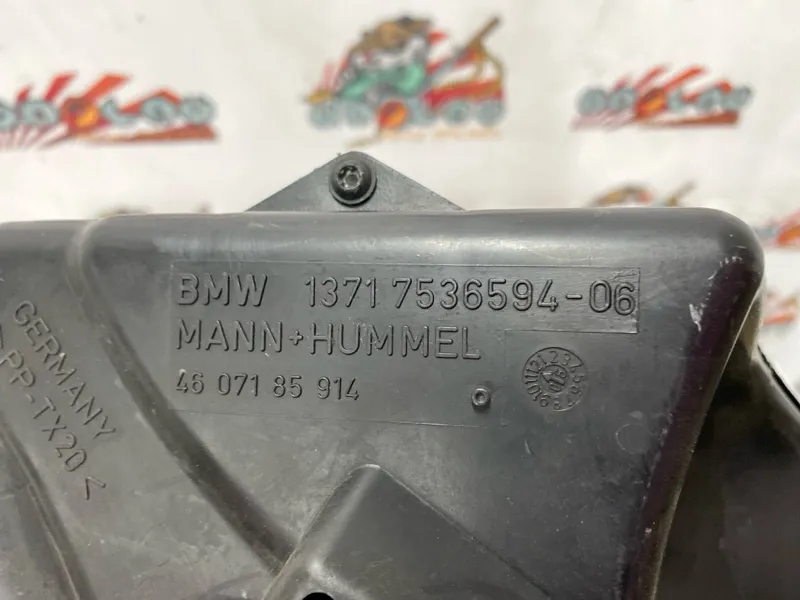 BMW 1371 7536594-06
MANN+HUMMEL
46 071 85 914
GERMANY
PP-TX20<